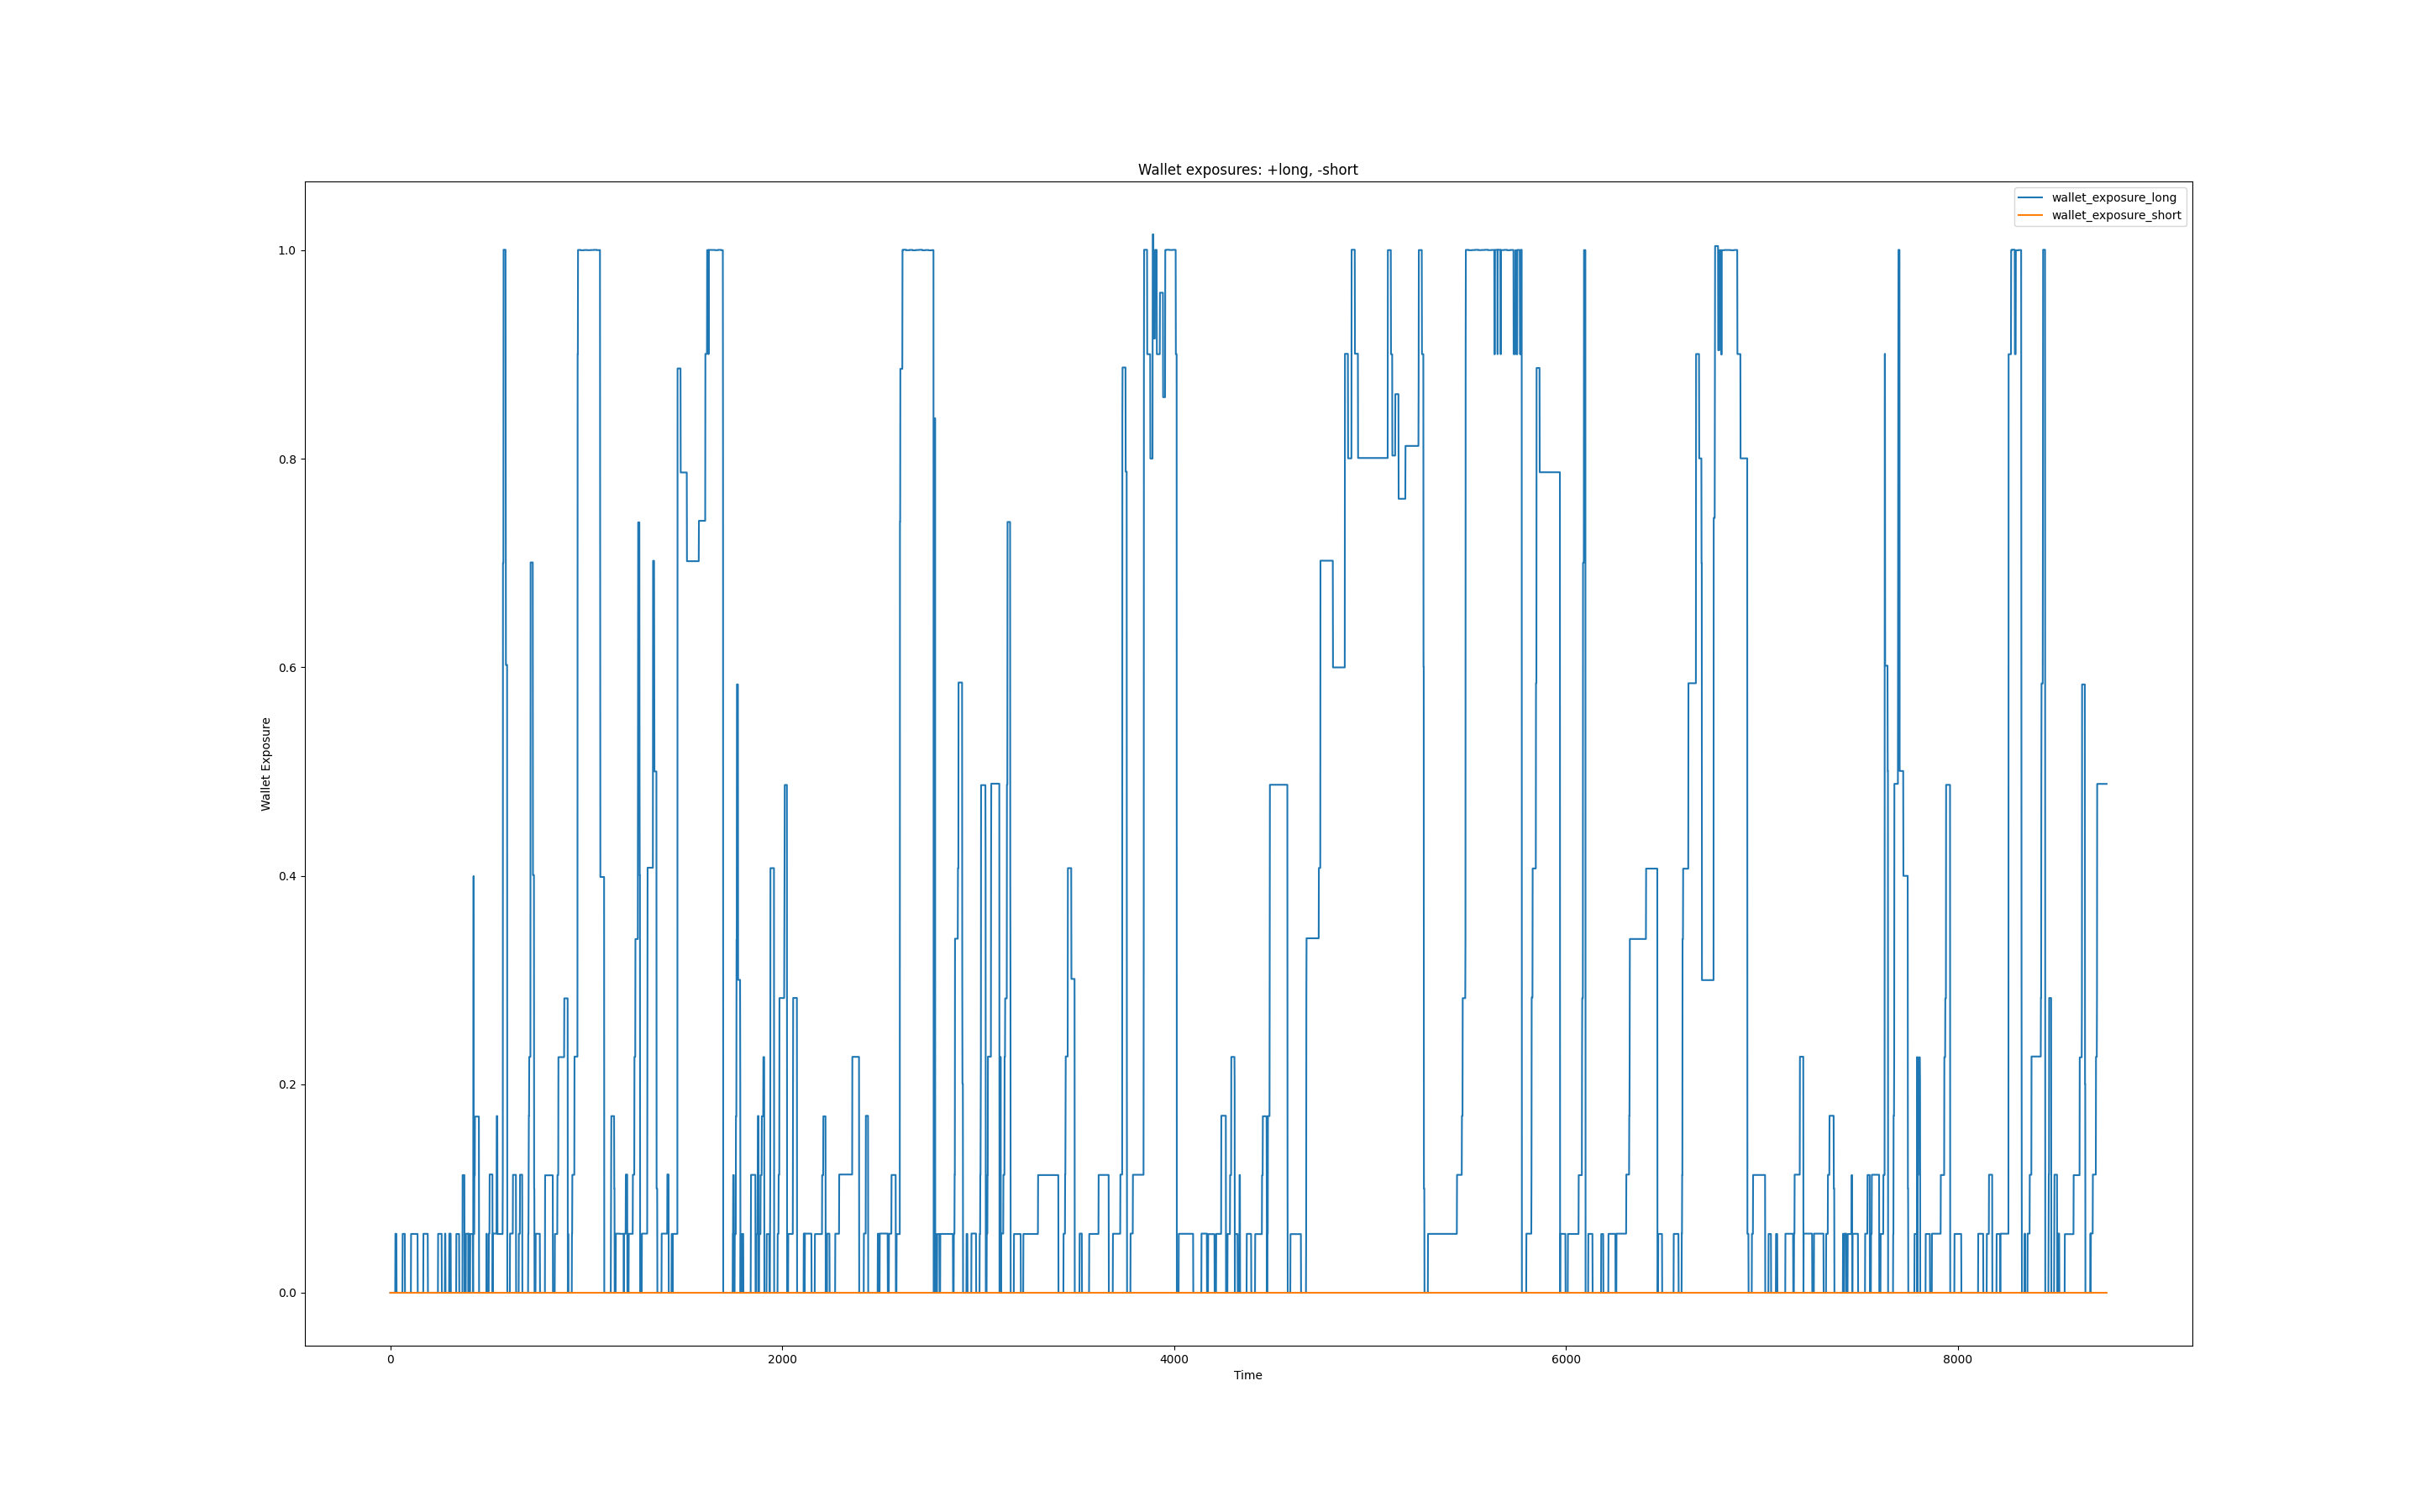 Wallet exposures: +long, -short
wallet_exposure_long
wallet_exposure_short
1.0
0.8
0.6
0.4
0.2
0.0
Wallet Exposure
0 2000 4000 6000 8000
Time